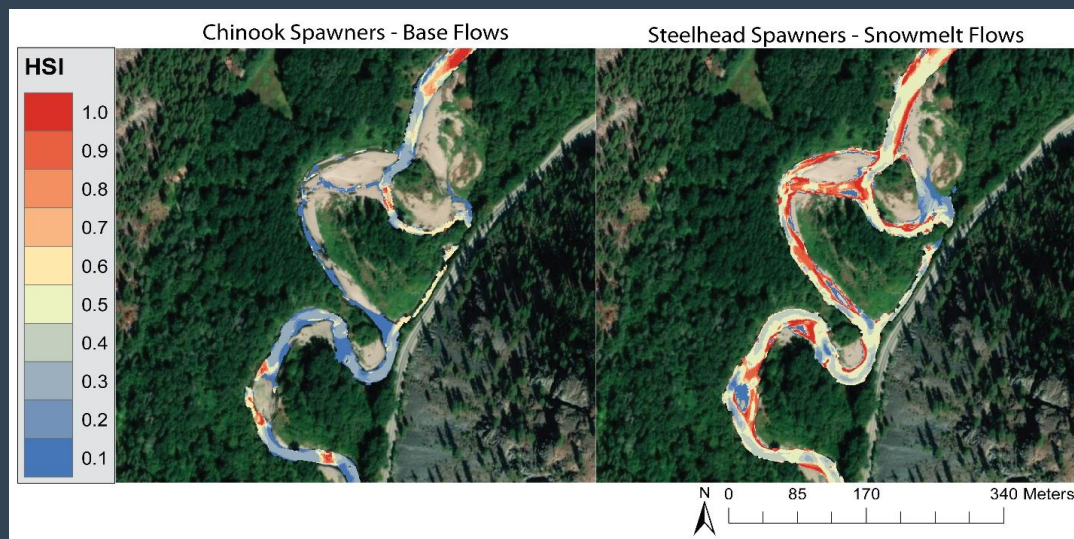 Chinook Spawners - Base Flows
Steelhead Spawners - Snowmelt Flows
HSI
1.0
0.9
0.8
0.7
0.6
0.5
0.4
0.3
0.2
0.1
N
0 85 170 340 Meters